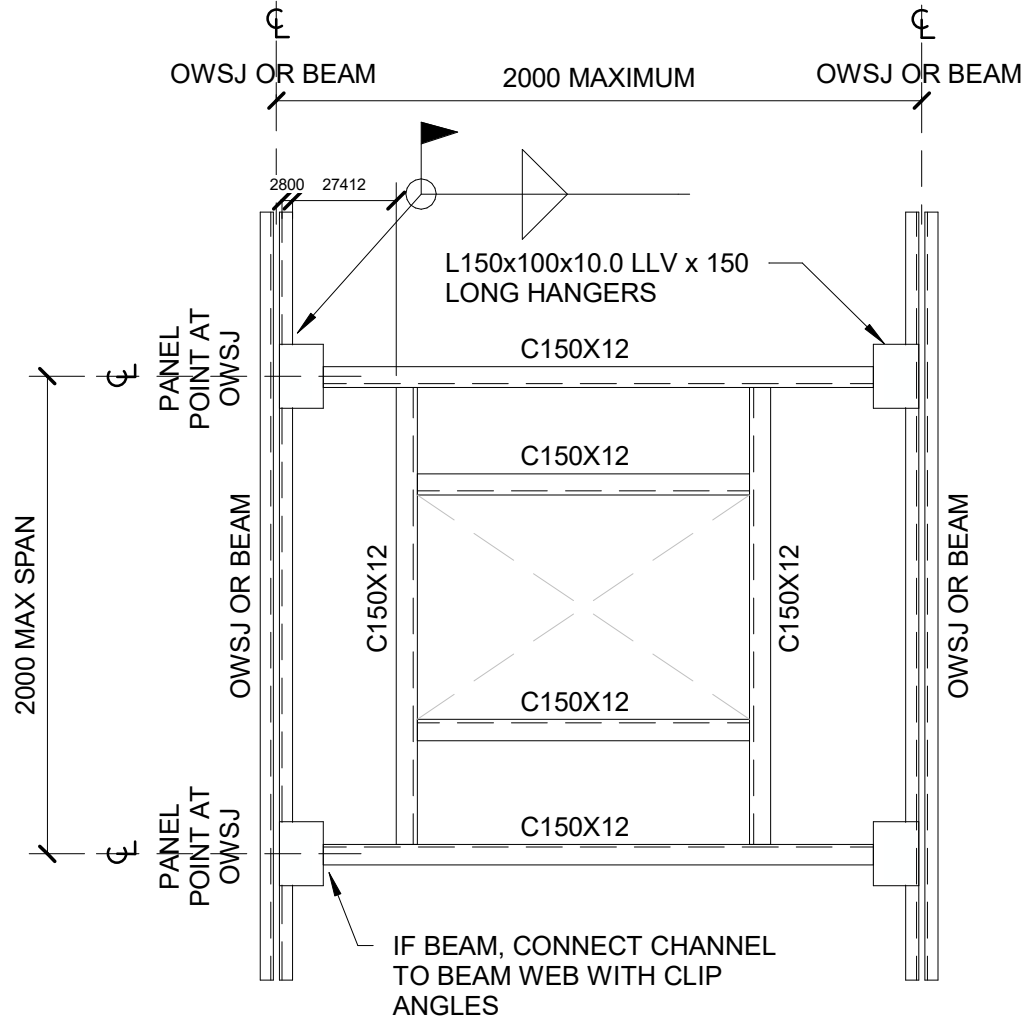 ℄
℄
OWSJ OR BEAM
2000 MAXIMUM
OWSJ OR BEAM
2800
27412
L150x100x10.0 LLV x 150
LONG HANGERS
C150X12
℄
PANEL
POINT AT
OWSJ
C150X12
2000 MAX SPAN
OWSJ OR BEAM
C150X12
C150X12
OWSJ OR BEAM
C150X12
C150X12
℄
PANEL
POINT AT
OWSJ
IF BEAM, CONNECT CHANNEL
TO BEAM WEB WITH CLIP
ANGLES